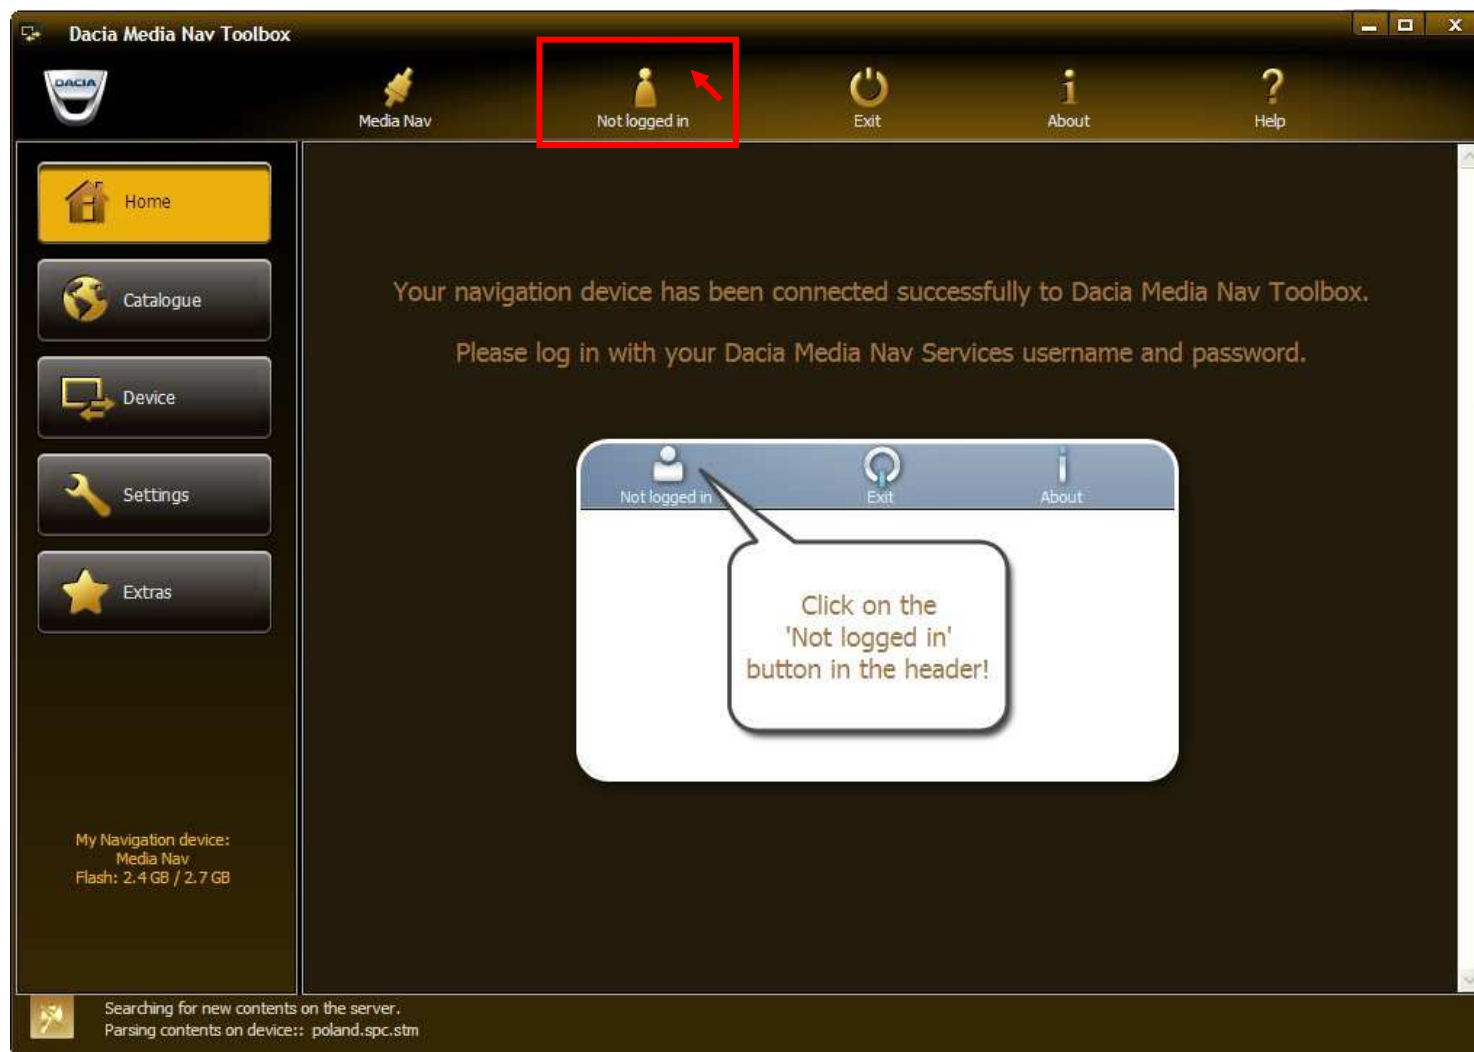 Dacia Media Nav Toolbox
DACIA
Media Nav
Not logged in
Exit
About
Help
Home
Catalogue
Device
Settings
Extras
Your navigation device has been connected successfully to Dacia Media Nav Toolbox.
Please log in with your Dacia Media Nav Services username and password.
Not logged in
Exit
About
Click on the
'Not logged in'
button in the header!
My Navigation device:
Media Nav
Flash: 2.4 GB / 2.7 GB
Searching for new contents on the server.
Parsing contents on device:: poland.spc.stm